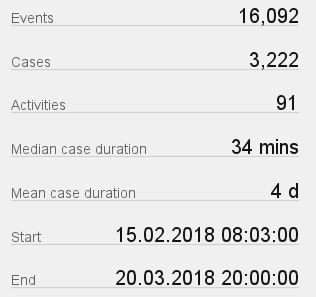 Events 16,092
Cases 3,222
Activities 91
Median case duration 34 mins
Mean case duration 4 d
Start 15.02.2018 08:03:00
End 20.03.2018 20:00:00